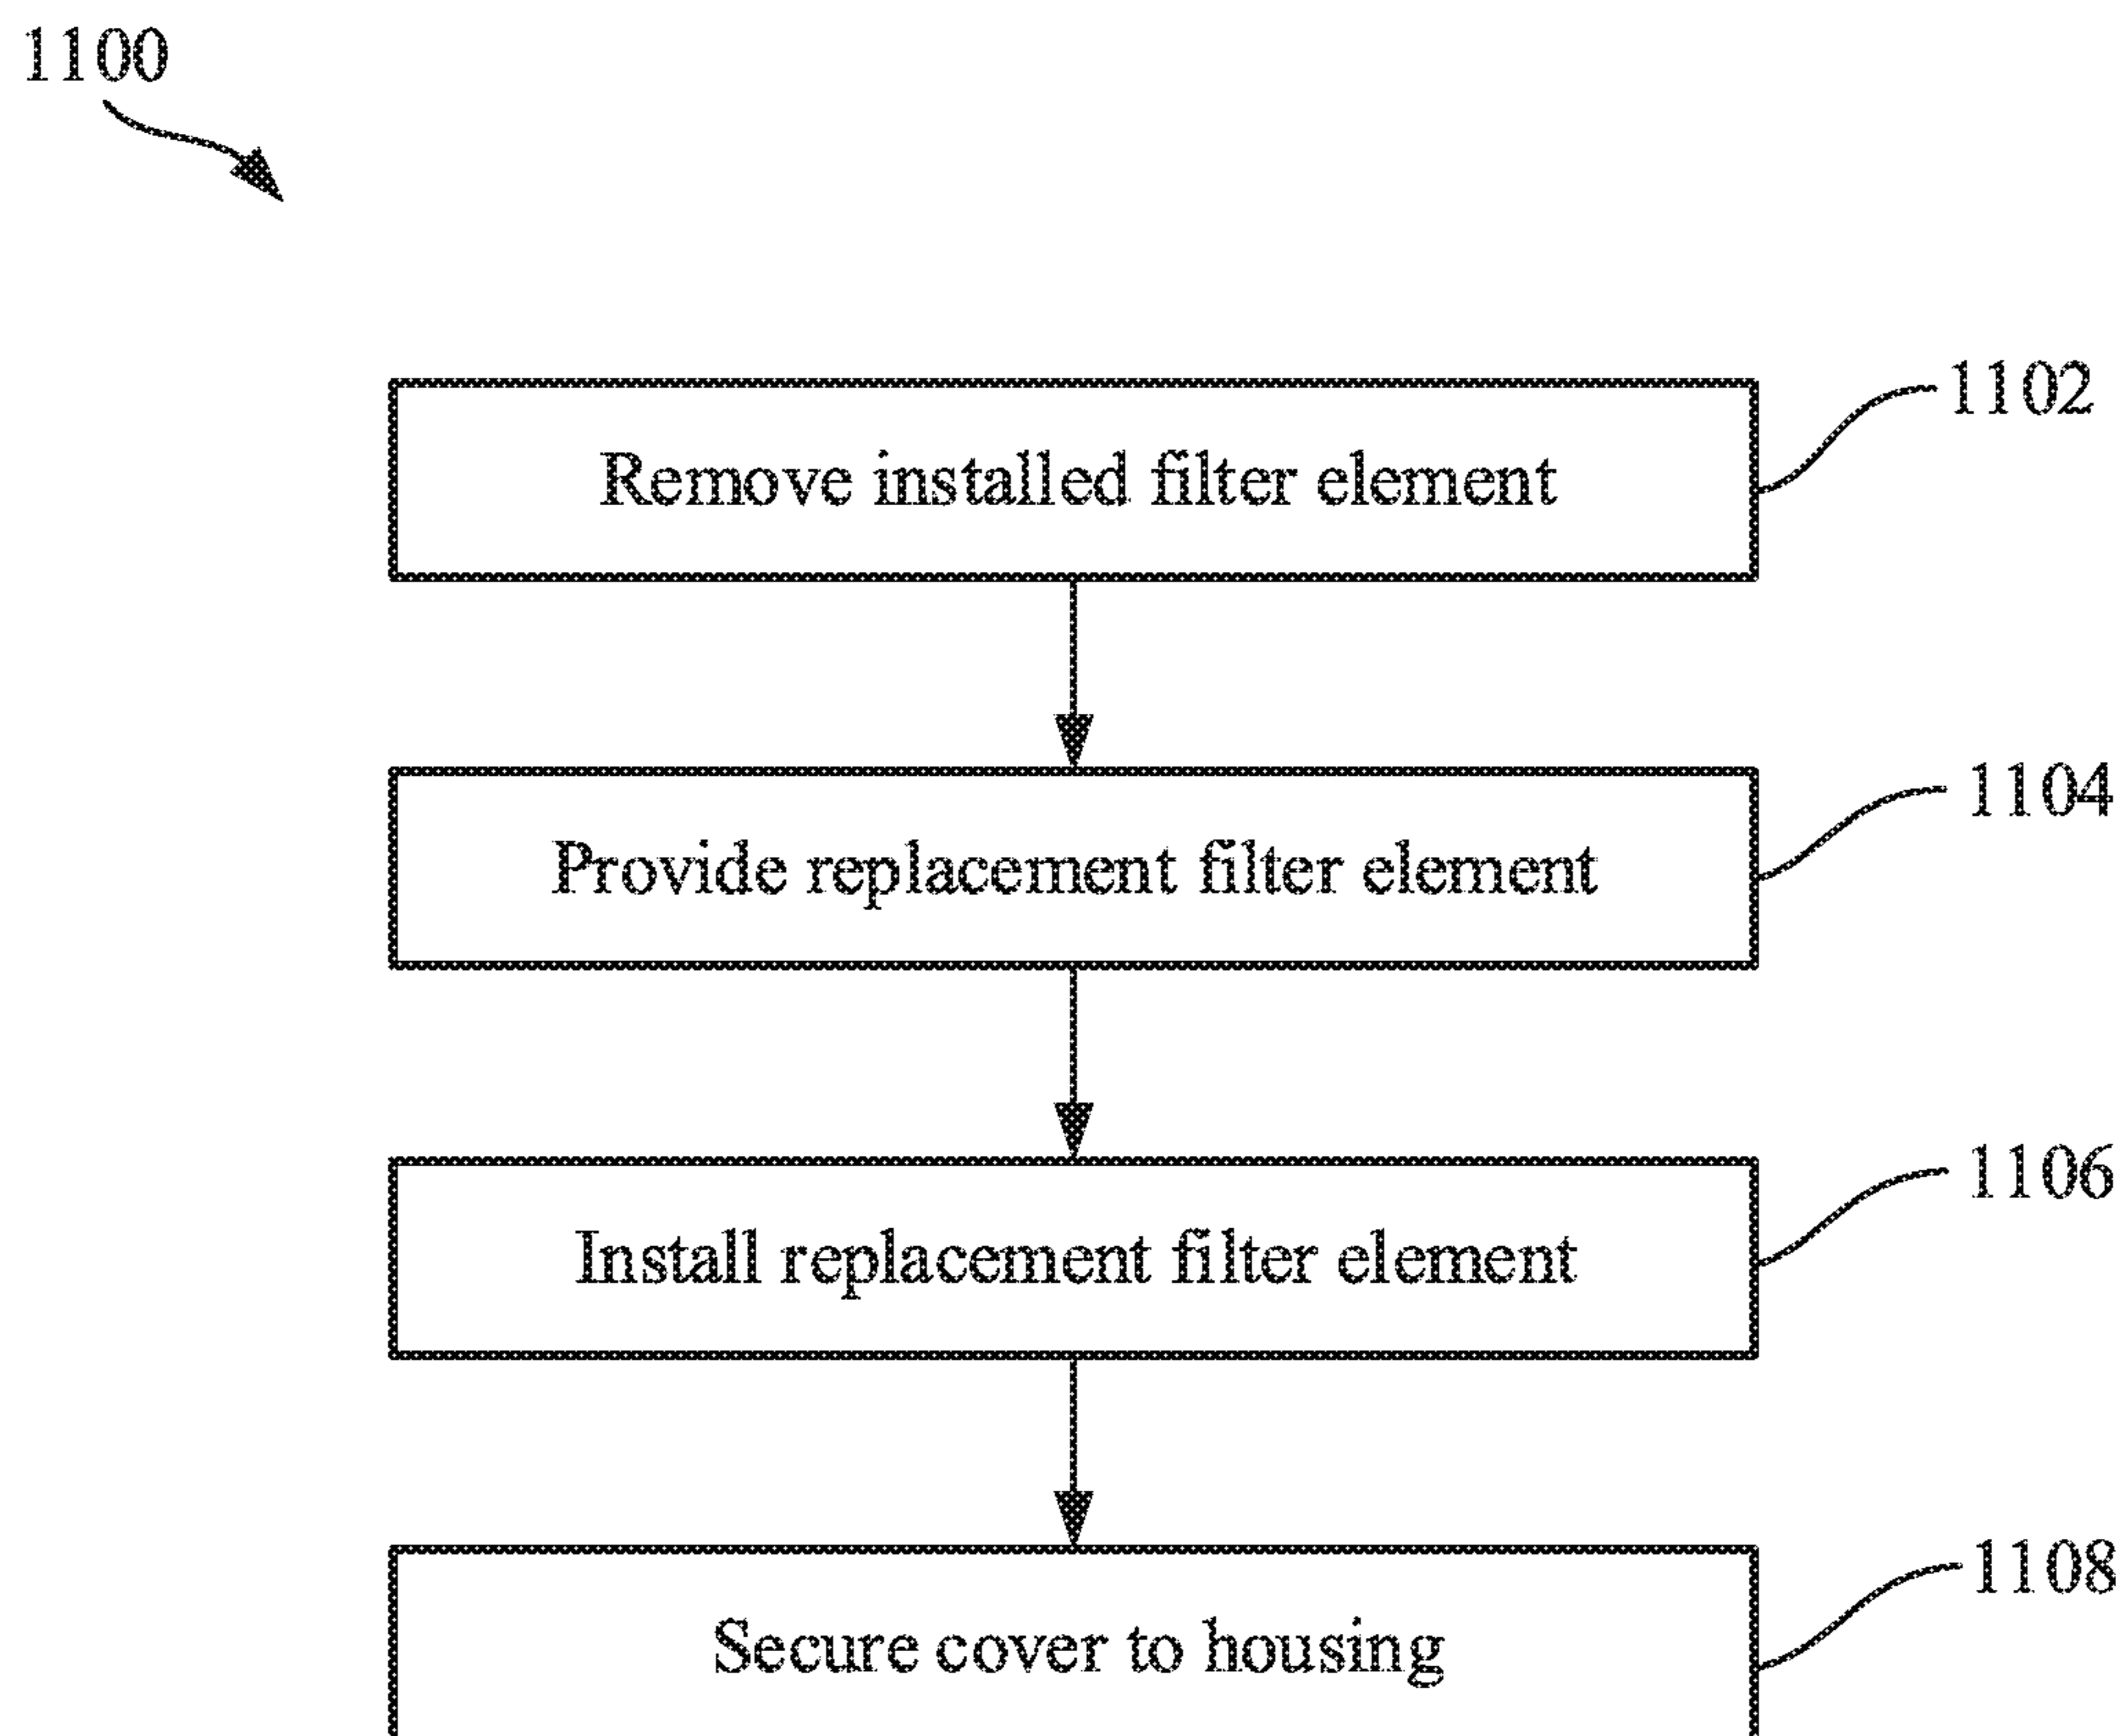 1100
1102
Remove installed filter element
1104
Provide replacement filter element
1106
Install replacement filter element
1108
Secure cover to housing